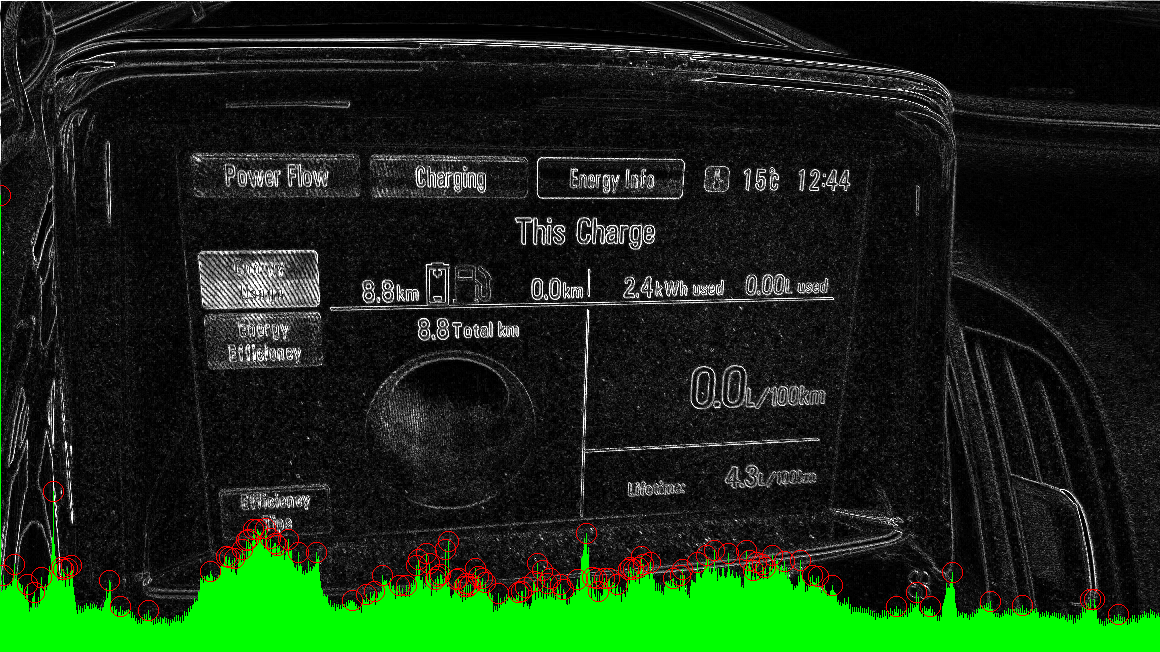 Power Flow Charging Energy Info 15°C 12:44
This Charge
8.8km 0.0km 2.4kWh used 0.00L used
8.8 Total km
Energy
Efficiency
0.0L/100km
Lifetime: 4.3L/100km
Efficiency